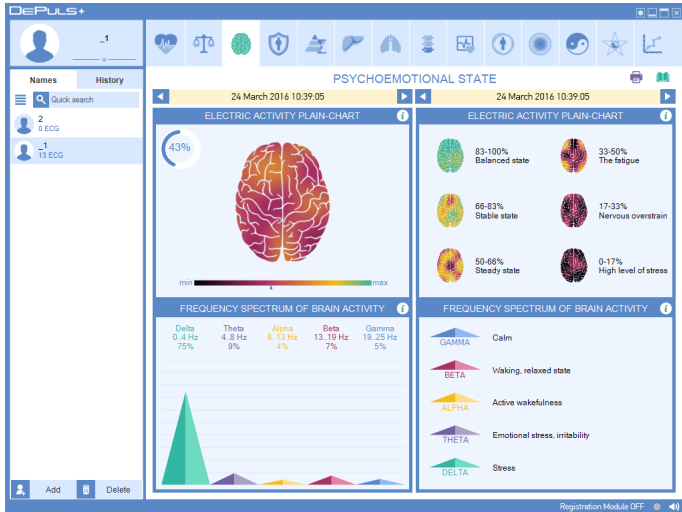 DePuls+
_1
Names
History
Quick search
2
0 ECG
_1
13 ECG
Add
Delete
PSYCHOEMOTIONAL STATE
24 March 2016 10:39:05
ELECTRIC ACTIVITY PLAIN-CHART
i
43%
min
max
FREQUENCY SPECTRUM OF BRAIN ACTIVITY
i
Delta Theta Alpha Beta Gamma
0..4 Hz 4..8 Hz 8..13 Hz 13..19 Hz 19..25 Hz
75% 9% 4% 7% 5%
24 March 2016 10:39:05
ELECTRIC ACTIVITY PLAIN-CHART
i
83-100%
Balanced state
33-50%
The fatigue
66-83%
Stable state
17-33%
Nervous overstrain
50-66%
Steady state
0-17%
High level of stress
FREQUENCY SPECTRUM OF BRAIN ACTIVITY
i
GAMMA Calm
BETA Waking, relaxed state
ALPHA Active wakefulness
THETA Emotional stress, irritability
DELTA Stress
Registration Module OFF